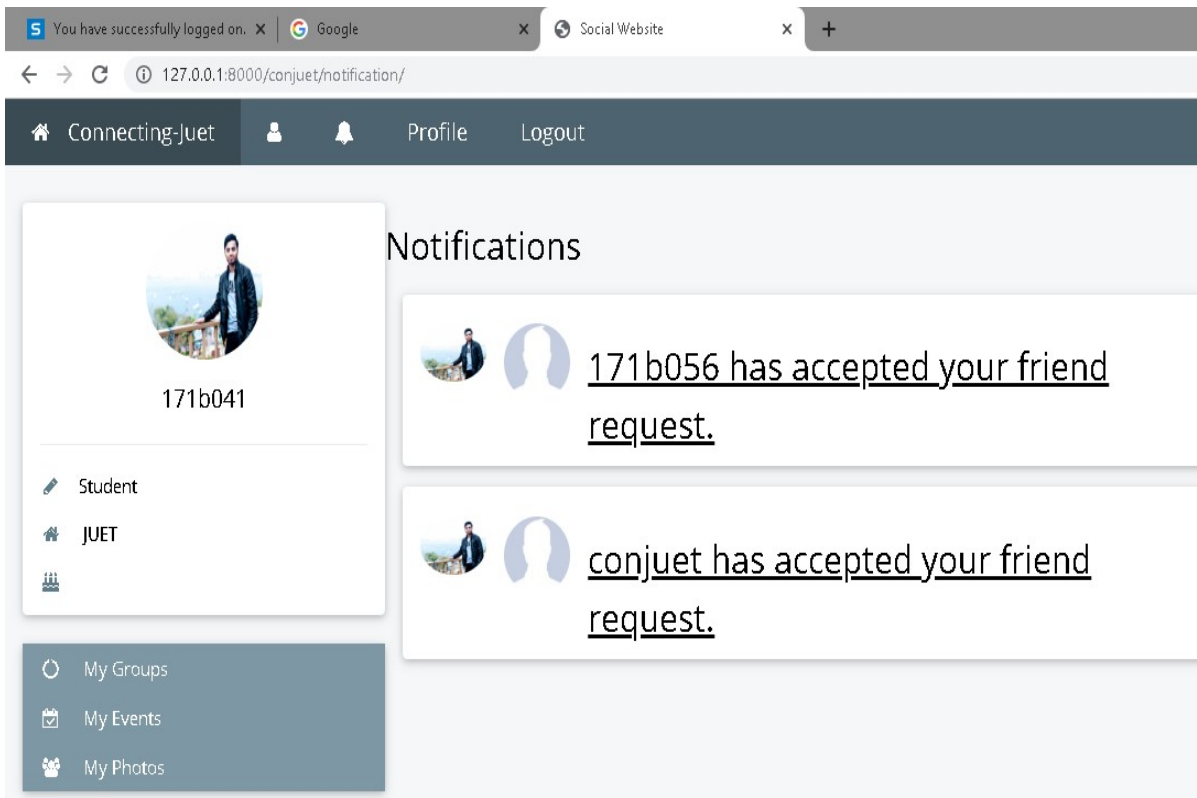 You have successfully logged on.
Google
Social Website
127.0.0.1:8000/conjuet/notification/
Connecting-Juet
Profile
Logout
171b041
Student
JUET
My Groups
My Events
My Photos
Notifications
171b056 has accepted your friend
request.
conjuet has accepted your friend
request.